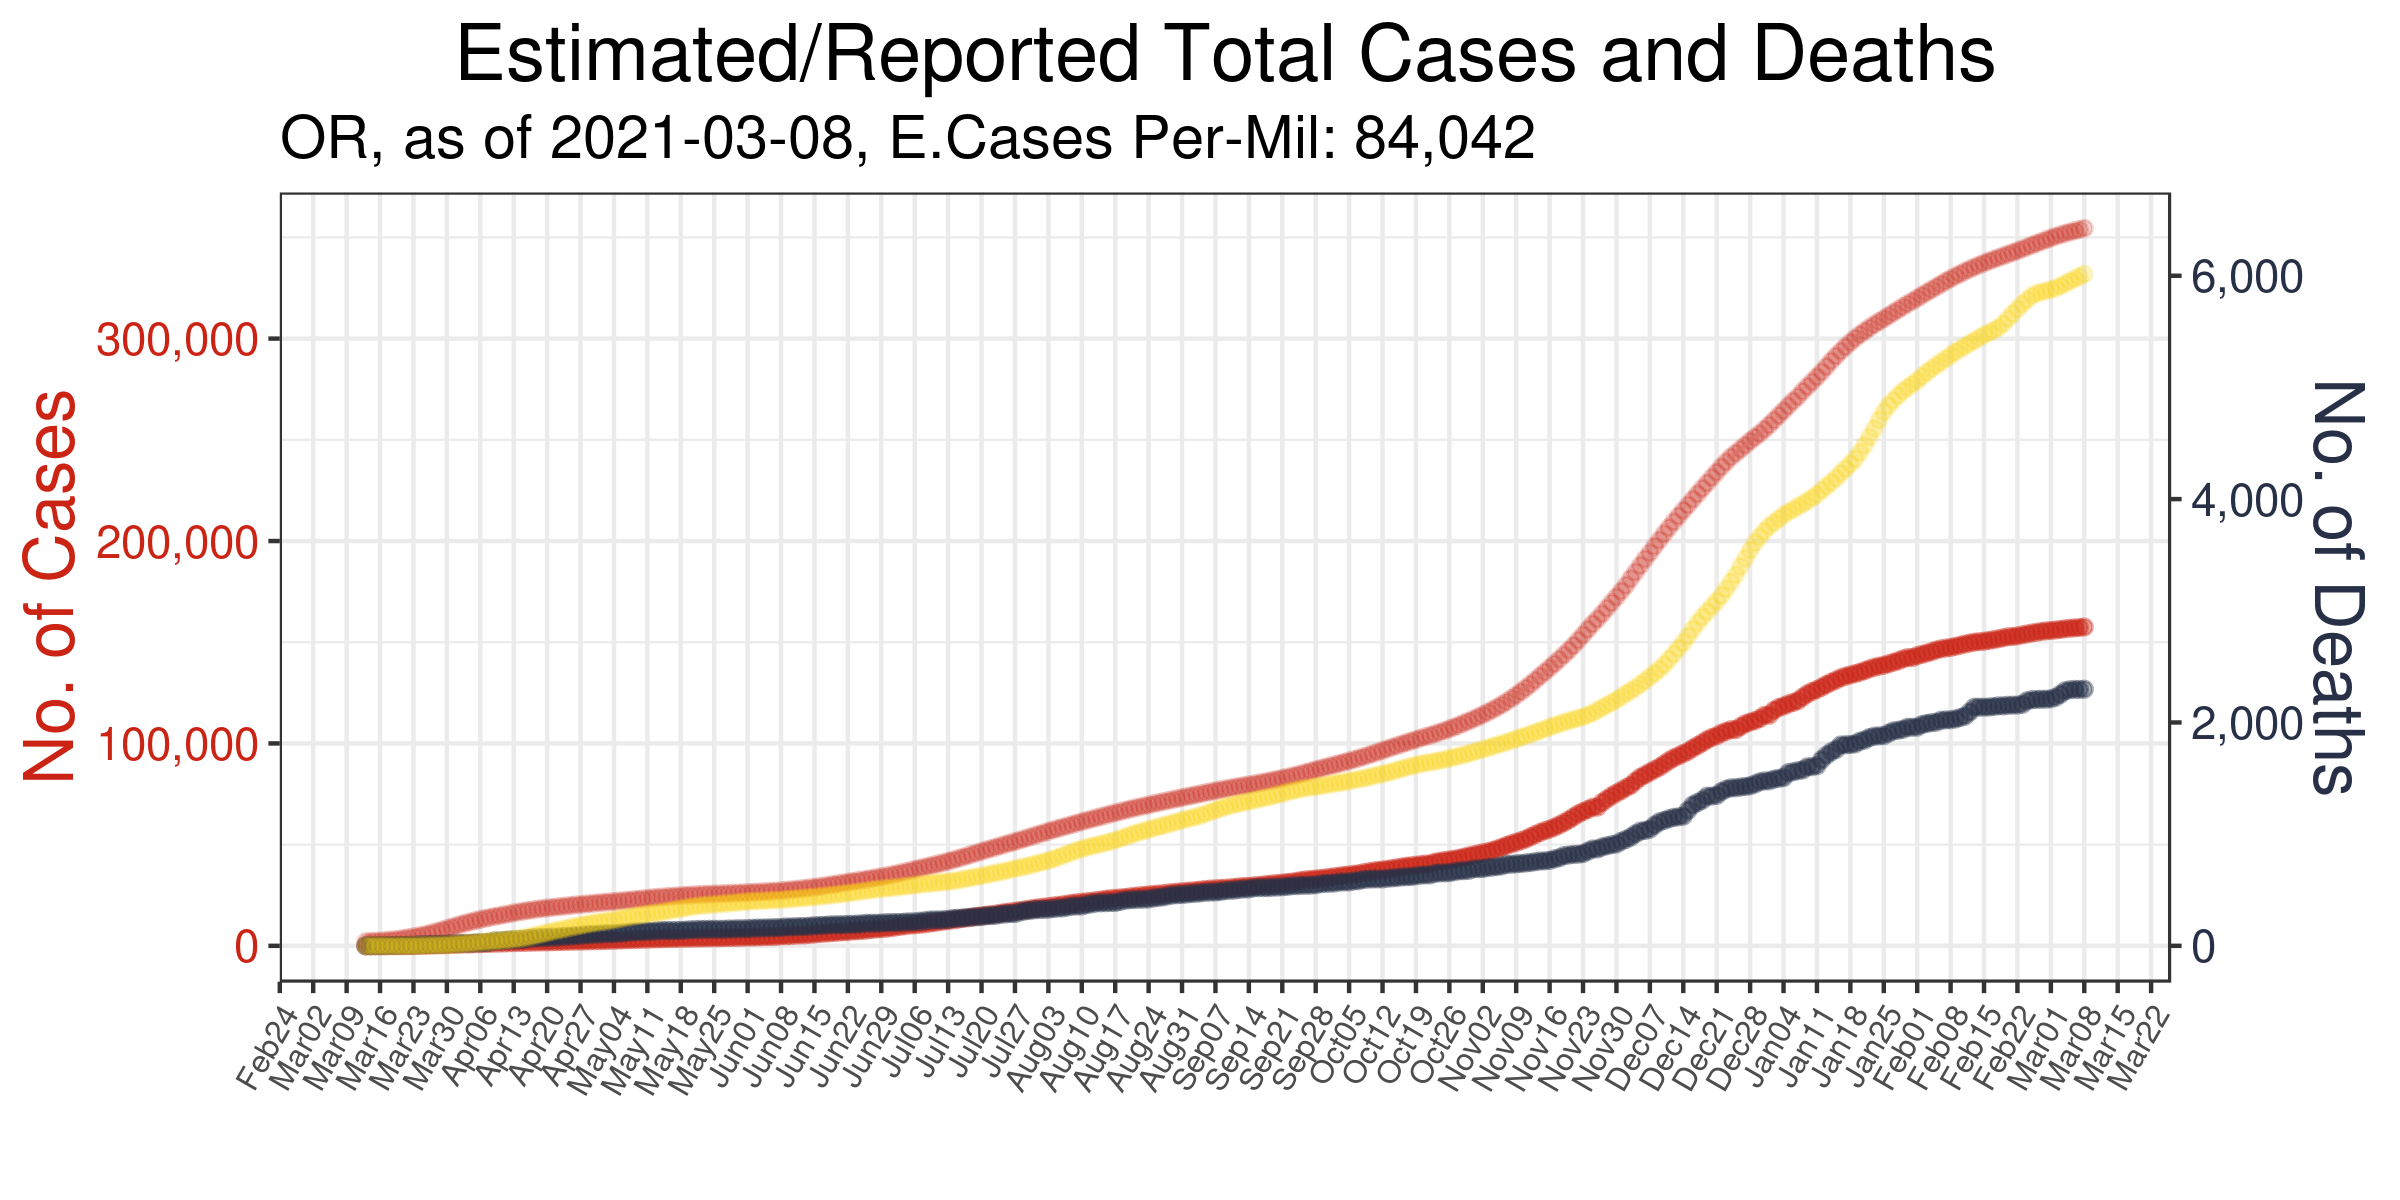 Estimated/Reported Total Cases and Deaths
OR, as of 2021-03-08, E.Cases Per-Mil: 84,042
No. of Cases
300,000
200,000
100,000
0
6,000
4,000
2,000
0
No. of Deaths
Feb24
Mar02
Mar09
Mar16
Mar23
Mar30
Apr06
Apr13
Apr20
Apr27
May04
May11
May18
May25
Jun01
Jun08
Jun15
Jun22
Jun29
Jul06
Jul13
Jul20
Jul27
Aug03
Aug10
Aug17
Aug24
Aug31
Sep07
Sep14
Sep21
Sep28
Oct05
Oct12
Oct19
Oct26
Nov02
Nov09
Nov16
Nov23
Nov30
Dec07
Dec14
Dec21
Dec28
Jan04
Jan11
Jan18
Jan25
Feb01
Feb08
Feb15
Feb22
Mar01
Mar08
Mar15
Mar22